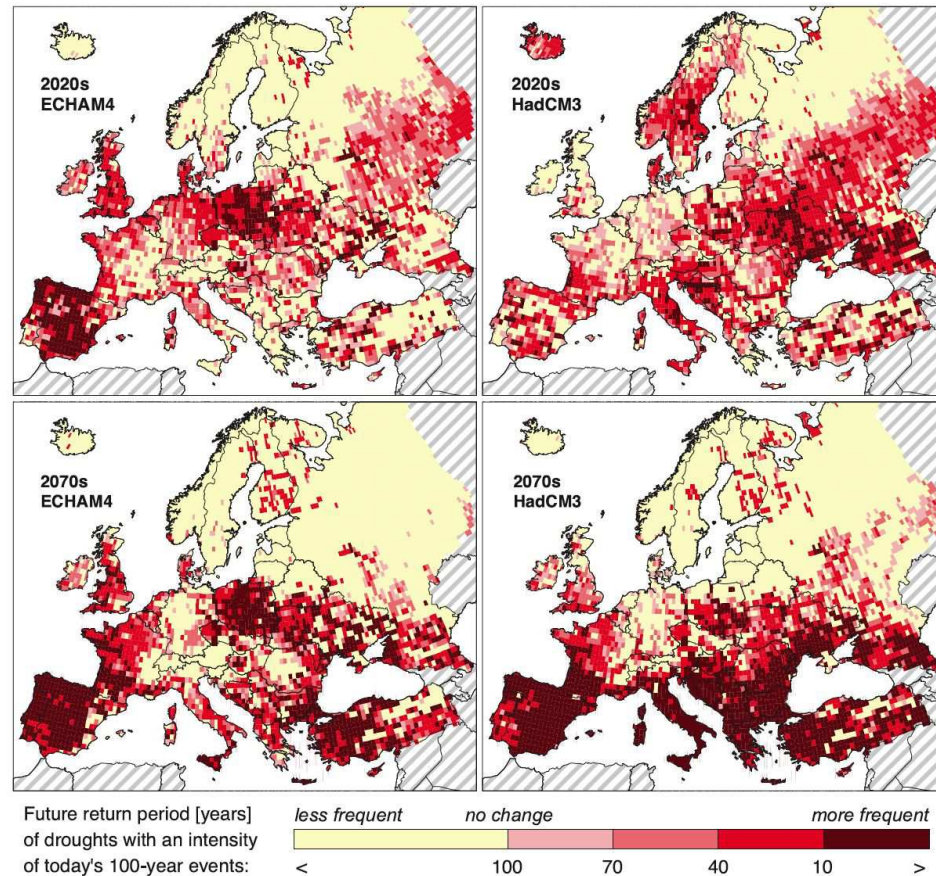 2020s
ECHAM4
2020s
HadCM3
2070s
ECHAM4
2070s
HadCM3
Future return period [years]
of droughts with an intensity
of today's 100-year events:
less frequent no change more frequent
< 100 70 40 10 >